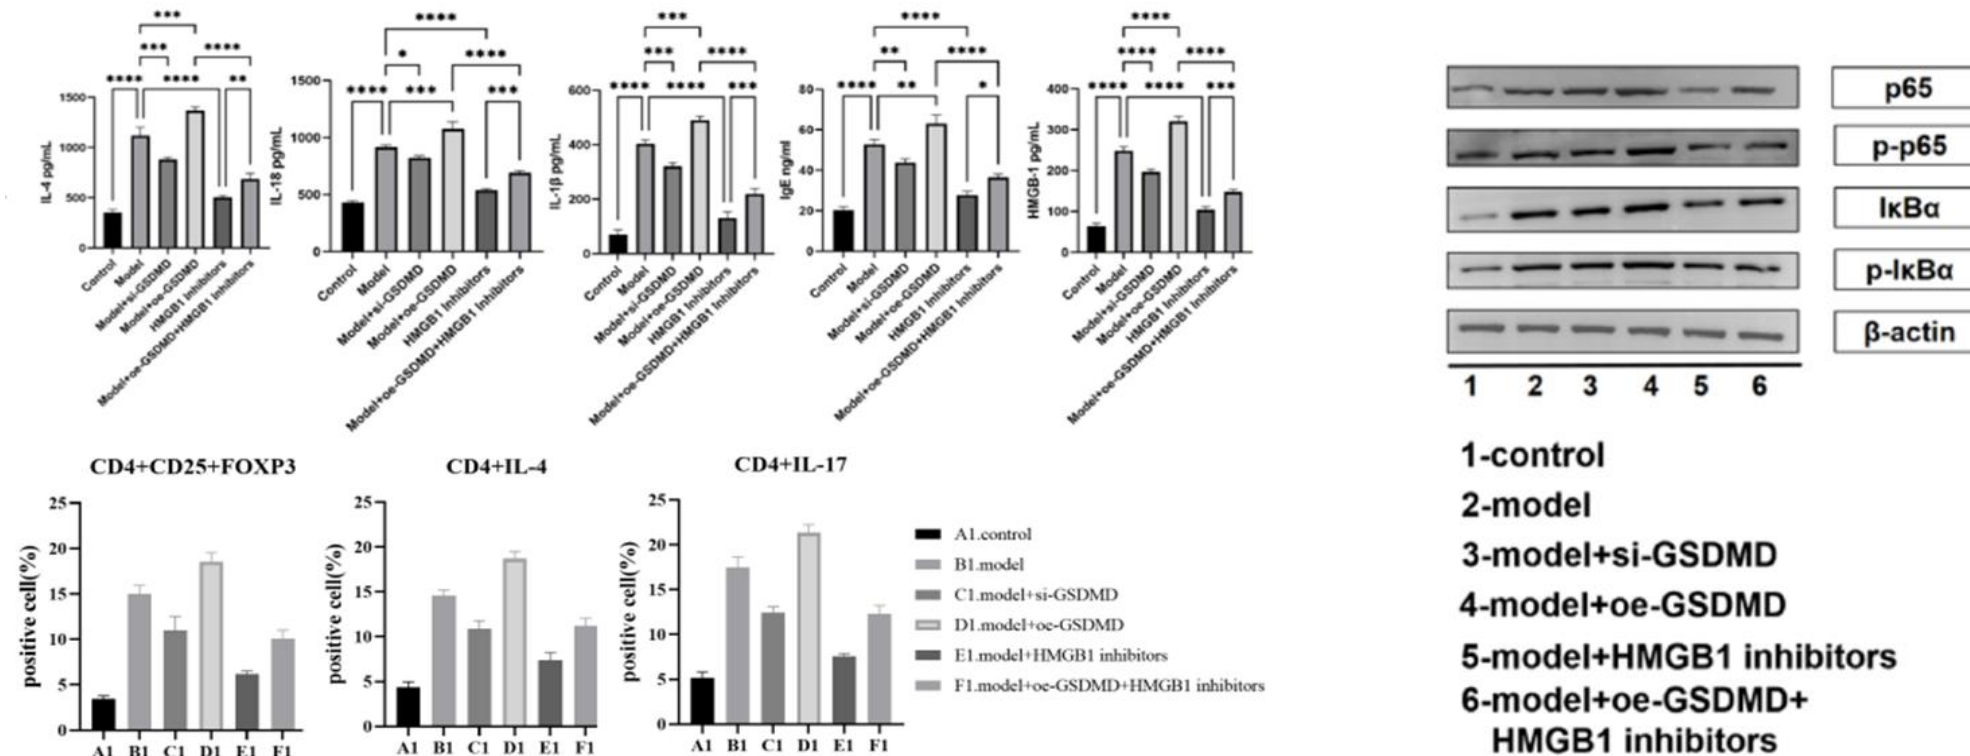 *** **** *** **** ****
*** **** * **** *** **** ** **** **** ****
**** **** ** **** *** *** **** **** *** **** ** * **** **** ***
IL-4 pg/mL
1500
1000
500
0
Control
Model
Model+si-GSDMD
Model+oe-GSDMD
HMGB1 Inhibitors
Model+oe-GSDMD+HMGB1 Inhibitors
IL-18 pg/mL
1500
1000
500
0
Control
Model
Model+si-GSDMD
Model+oe-GSDMD
HMGB1 Inhibitors
Model+oe-GSDMD+HMGB1 Inhibitors
IL-1β pg/mL
600
400
200
0
Control
Model
Model+si-GSDMD
Model+oe-GSDMD
HMGB1 Inhibitors
Model+oe-GSDMD+HMGB1 Inhibitors
IgE ng/ml
80
60
40
20
0
Control
Model
Model+si-GSDMD
Model+oe-GSDMD
HMGB1 Inhibitors
Model+oe-GSDMD+HMGB1 Inhibitors
HMGB-1 pg/mL
400
300
200
100
0
Control
Model
Model+si-GSDMD
Model+oe-GSDMD
HMGB1 Inhibitors
Model+oe-GSDMD+HMGB1 Inhibitors
p65
p-p65
IκBα
p-IκBα
β-actin
1 2 3 4 5 6
1-control
2-model
3-model+si-GSDMD
4-model+oe-GSDMD
5-model+HMGB1 inhibitors
6-model+oe-GSDMD+
HMGB1 inhibitors
CD4+CD25+FOXP3
positive cell(%)
25
20
15
10
5
0
A1 B1 C1 D1 E1 F1
CD4+IL-4
positive cell(%)
25
20
15
10
5
0
A1 B1 C1 D1 E1 F1
CD4+IL-17
positive cell(%)
25
20
15
10
5
0
A1 B1 C1 D1 E1 F1
A1.control
B1.model
C1.model+si-GSDMD
D1.model+oe-GSDMD
E1.model+HMGB1 inhibitors
F1.model+oe-GSDMD+HMGB1 inhibitors